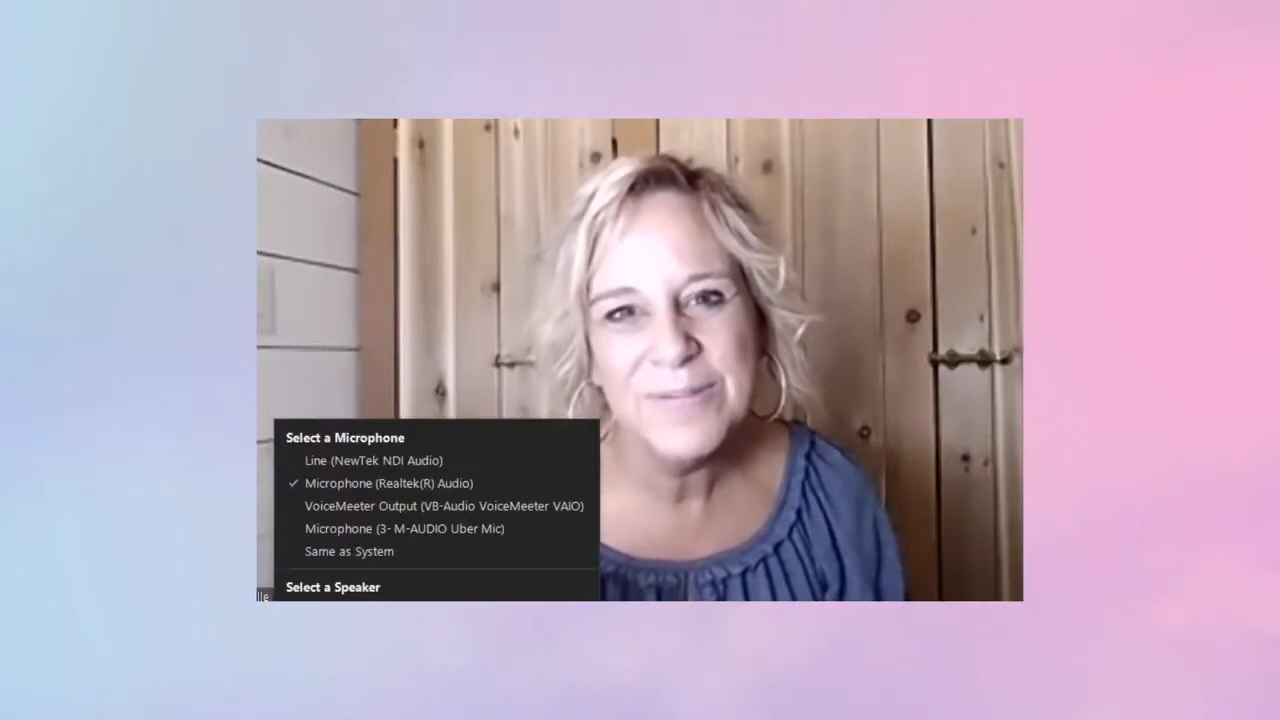 Select a Microphone
Line (NewTek NDI Audio)
✓ Microphone (Realtek(R) Audio)
VoiceMeeter Output (VB-Audio VoiceMeeter VAIO)
Microphone (3- M-AUDIO Uber Mic)
Same as System
Select a Speaker
lle